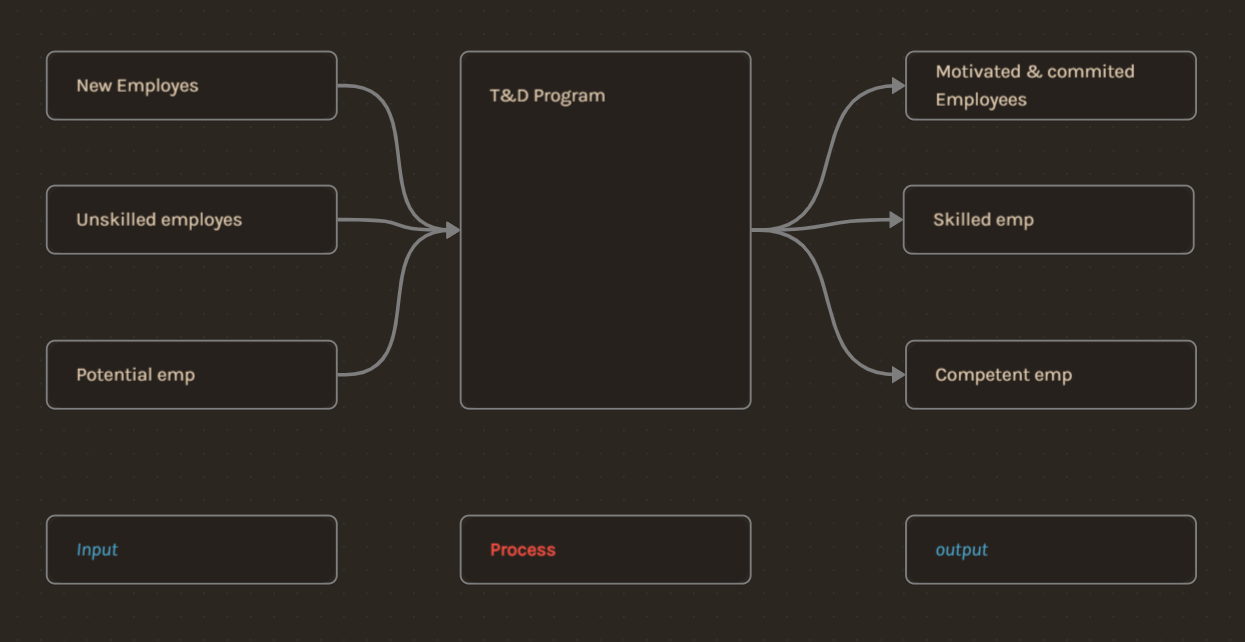 New Employes
Unskilled employes
Potential emp
T&D Program
Motivated & commited
Employees
Skilled emp
Competent emp
Input
Process
output